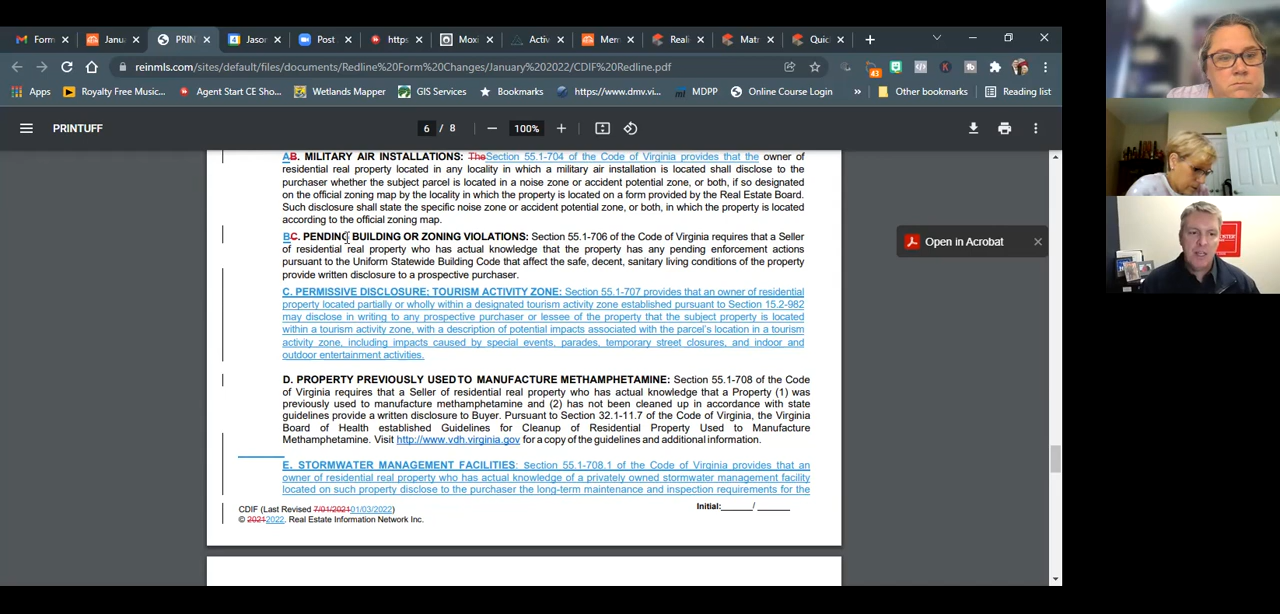 Form
Janua
PRIN
Jason
Post
https
Moxi
Activ
Mem
Reali
Matr
Quic
reinmls.com/sites/default/files/documents/Redline%20Form%20Changes/January%202022/CDIF%20Redline.pdf
43
Apps Royalty Free Music... Agent Start CE Sho... Wetlands Mapper GIS Services Bookmarks https://www.dmv.vi... MDPP Online Course Login » Other bookmarks Reading list
PRINTUFF 6 / 8 100%
AB. MILITARY AIR INSTALLATIONS: TheSection 55.1-704 of the Code of Virginia provides that the owner of
residential real property located in any locality in which a military air installation is located shall disclose to the
purchaser whether the subject parcel is located in a noise zone or accident potential zone, or both, if so designated
on the official zoning map by the locality in which the property is located on a form provided by the Real Estate Board.
Such disclosure shall state the specific noise zone or accident potential zone, or both, in which the property is located
according to the official zoning map.
BC. PENDING BUILDING OR ZONING VIOLATIONS: Section 55.1-706 of the Code of Virginia requires that a Seller
of residential real property who has actual knowledge that the property has any pending enforcement actions
pursuant to the Uniform Statewide Building Code that affect the safe, decent, sanitary living conditions of the property
provide written disclosure to a prospective purchaser.
Open in Acrobat
C. PERMISSIVE DISCLOSURE; TOURISM ACTIVITY ZONE: Section 55.1-707 provides that an owner of residential
property located partially or wholly within a designated tourism activity zone established pursuant to Section 15.2-982
may disclose in writing to any prospective purchaser or lessee of the property that the subject property is located
within a tourism activity zone, with a description of potential impacts associated with the parcel's location in a tourism
activity zone, including impacts caused by special events, parades, temporary street closures, and indoor and
outdoor entertainment activities.
D. PROPERTY PREVIOUSLY USED TO MANUFACTURE METHAMPHETAMINE: Section 55.1-708 of the Code
of Virginia requires that a Seller of residential real property who has actual knowledge that a Property (1) was
previously used to manufacture methamphetamine and (2) has not been cleaned up in accordance with state
guidelines provide a written disclosure to Buyer. Pursuant to Section 32.1-11.7 of the Code of Virginia, the Virginia
Board of Health established Guidelines for Cleanup of Residential Property Used to Manufacture
Methamphetamine. Visit http://www.vdh.virginia.gov for a copy of the guidelines and additional information.
E. STORMWATER MANAGEMENT FACILITIES: Section 55.1-708.1 of the Code of Virginia provides that an
owner of residential real property who has actual knowledge of a privately owned stormwater management facility
located on such property disclose to the purchaser the long-term maintenance and inspection requirements for the
CDIF (Last Revised 7/01/202101/03/2022) Initial:______/ ______
© 20212022. Real Estate Information Network Inc.